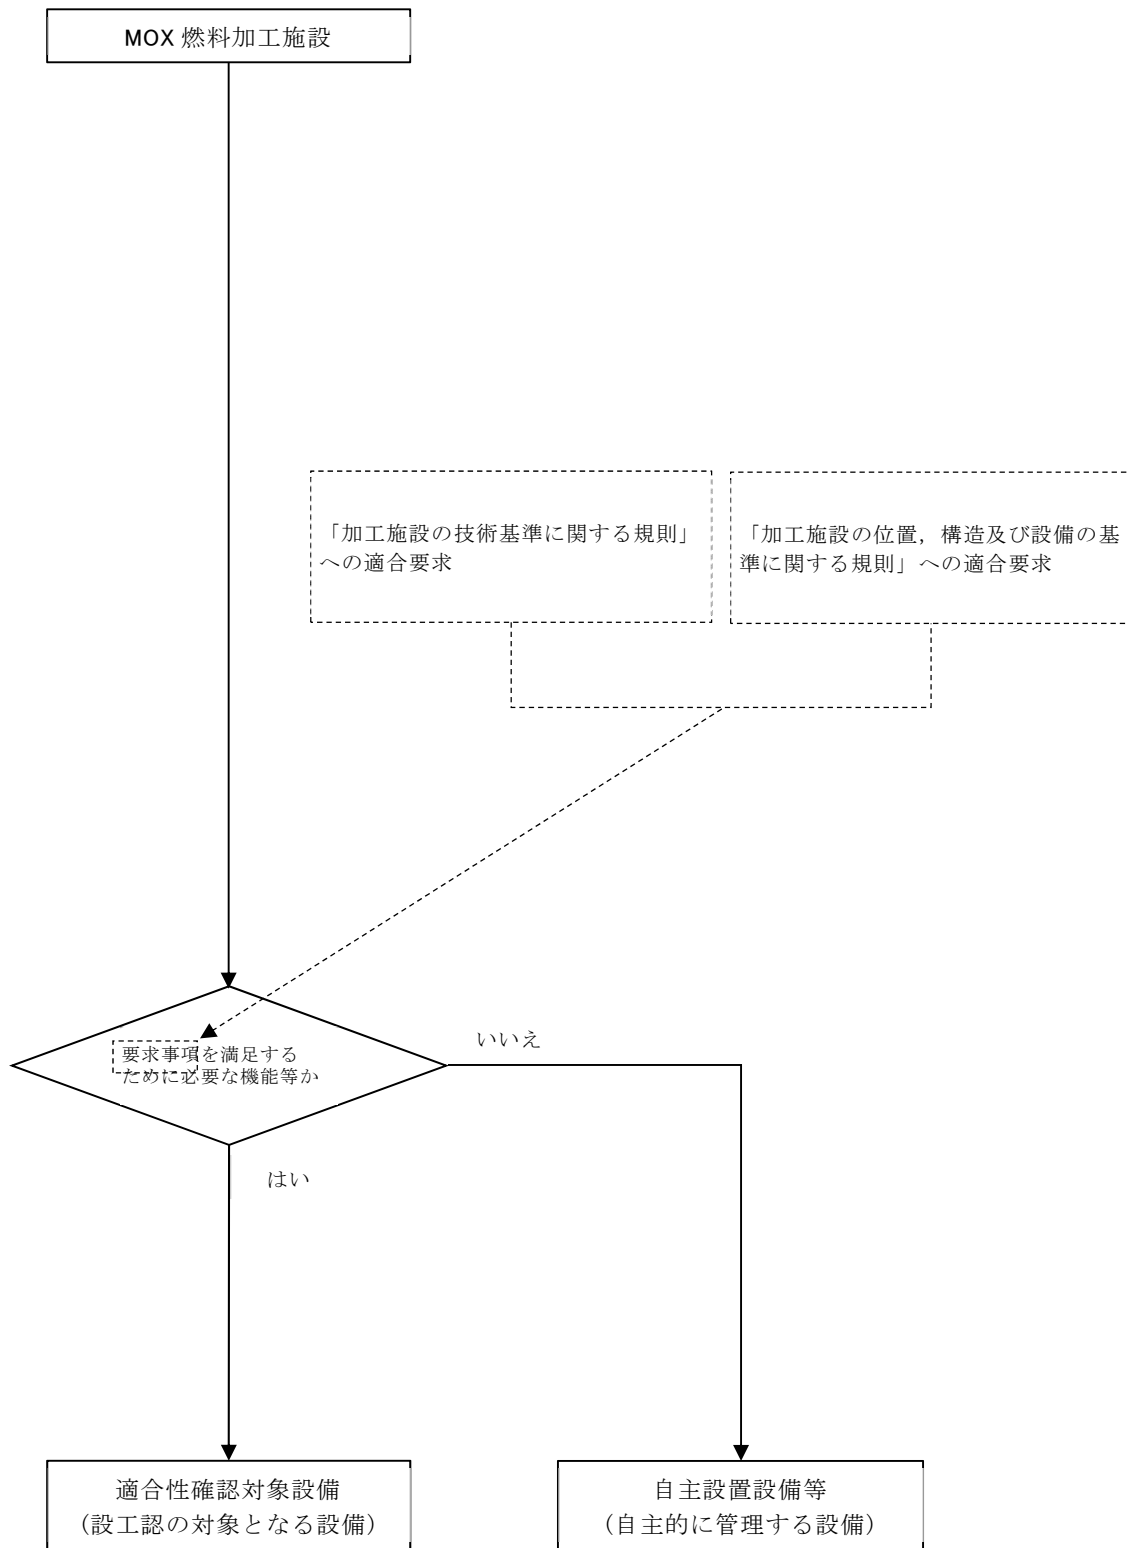 MOX 燃料加工施設
「加工施設の技術基準に関する規則」
への適合要求
「加工施設の位置，構造及び設備の基
準に関する規則」への適合要求
要求事項を満足する
ために必要な機能等か
いいえ
はい
適合性確認対象設備
（設工認の対象となる設備）
自主設置設備等
（自主的に管理する設備）